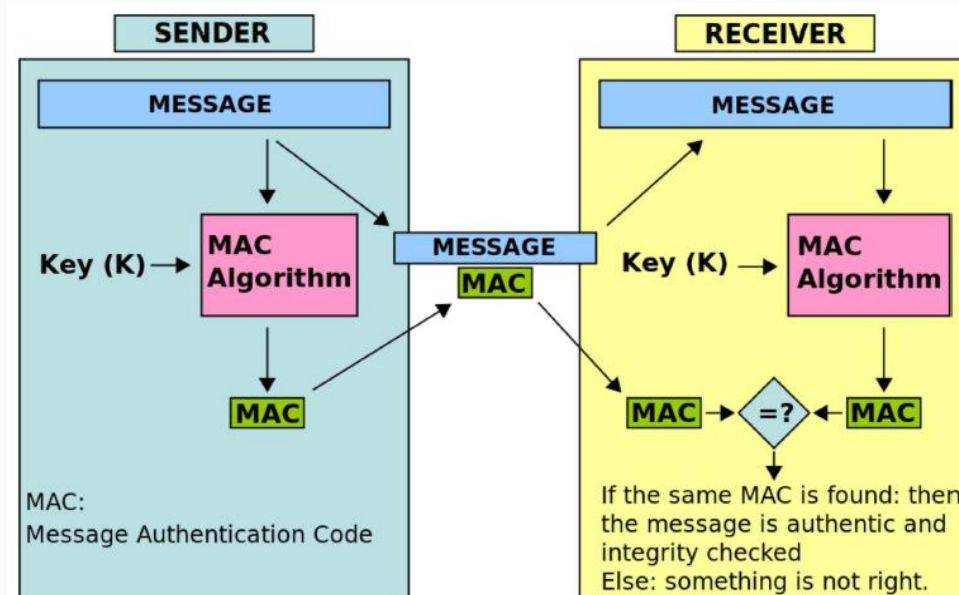 SENDER
MESSAGE
Key (K)
MAC
Algorithm
MAC
MAC:
Message Authentication Code
MESSAGE
MAC
RECEIVER
MESSAGE
Key (K)
MAC
Algorithm
MAC
=?
MAC
If the same MAC is found: then
the message is authentic and
integrity checked
Else: something is not right.